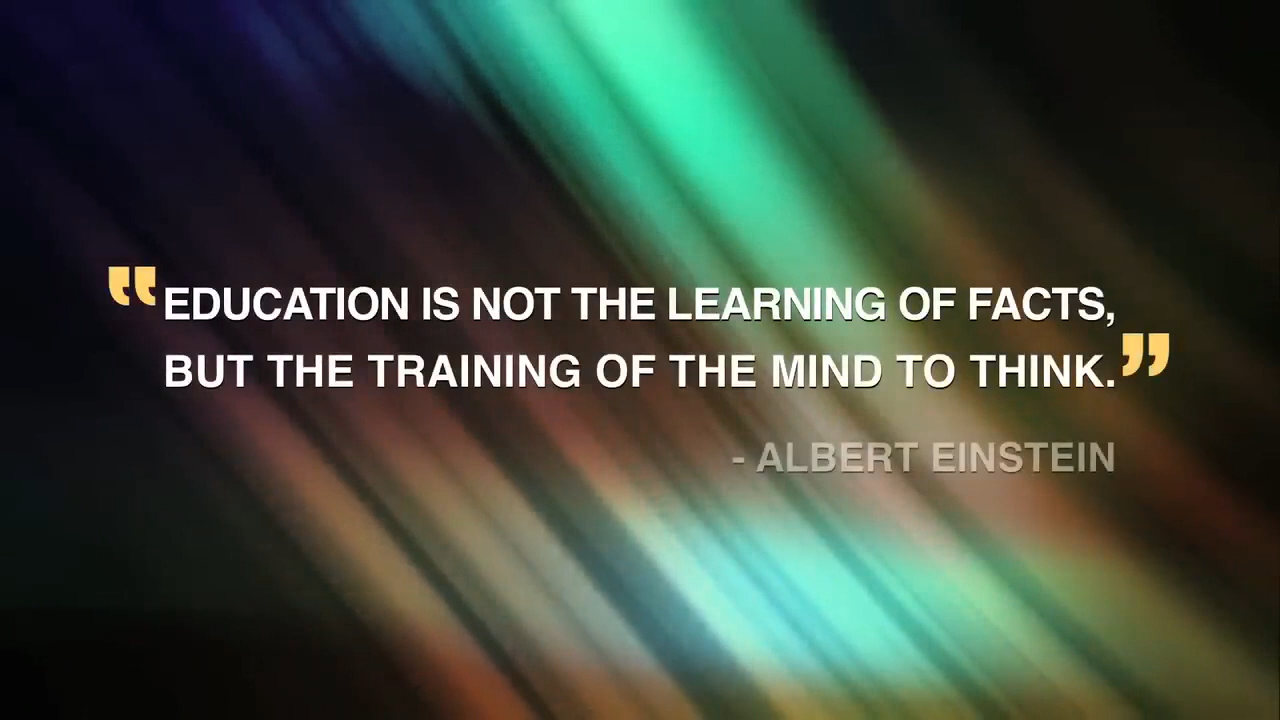 “EDUCATION IS NOT THE LEARNING OF FACTS,
BUT THE TRAINING OF THE MIND TO THINK.”
- ALBERT EINSTEIN